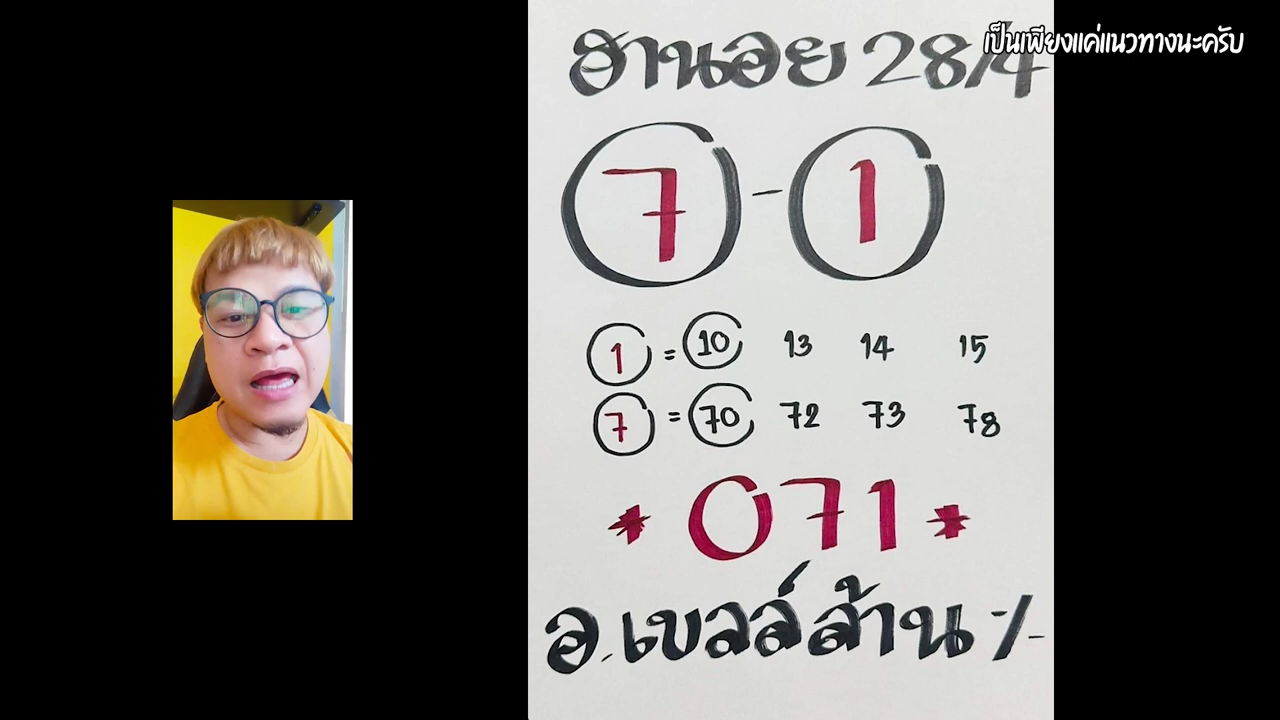 เป็นเพียงแค่แนวทางนะครับ
ฮานอย 28/4
7 - 1
1 = 10 13 14 15
7 = 70 72 73 78
* 071 *
อ.เบลล์ล้าน